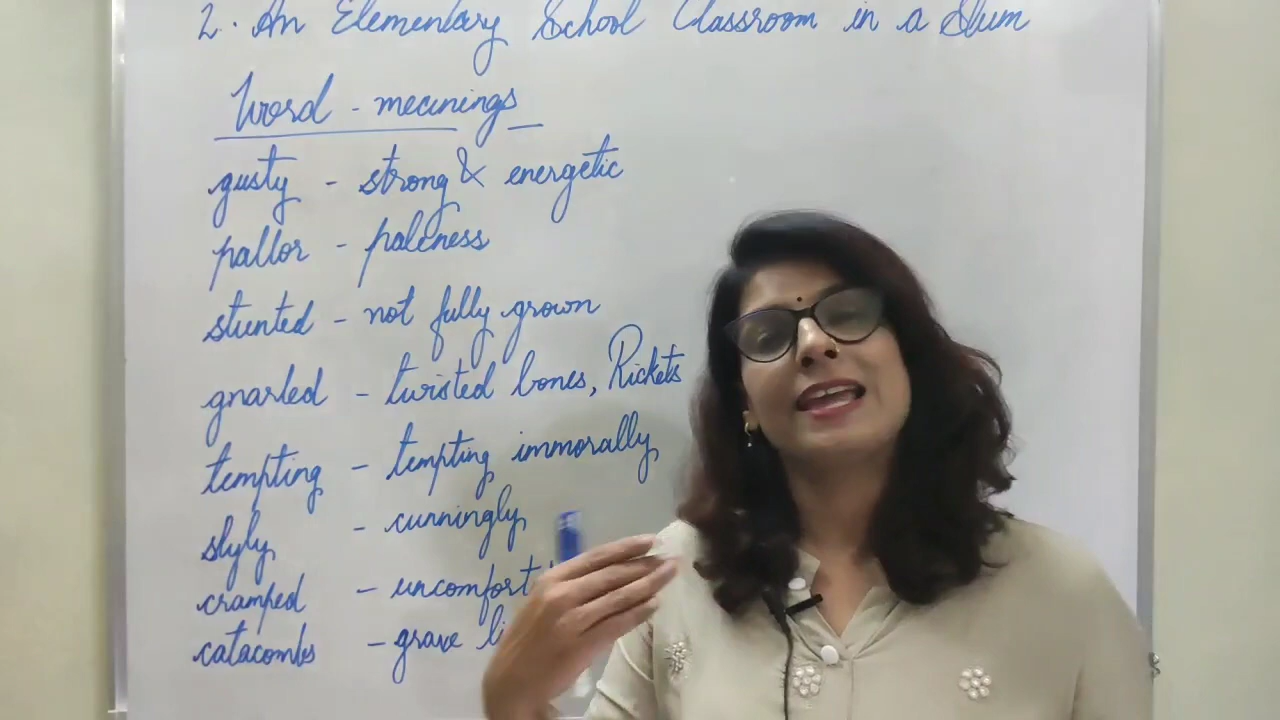 2. An Elementary School Classroom in a Slum
Word - meanings
gusty - strong & energetic
pallor - paleness
stunted - not fully grown
gnarled - twisted bones, Rickets
tempting - tempting immorally
slyly - cunningly
cramped - uncomfort
catacombs - grave li